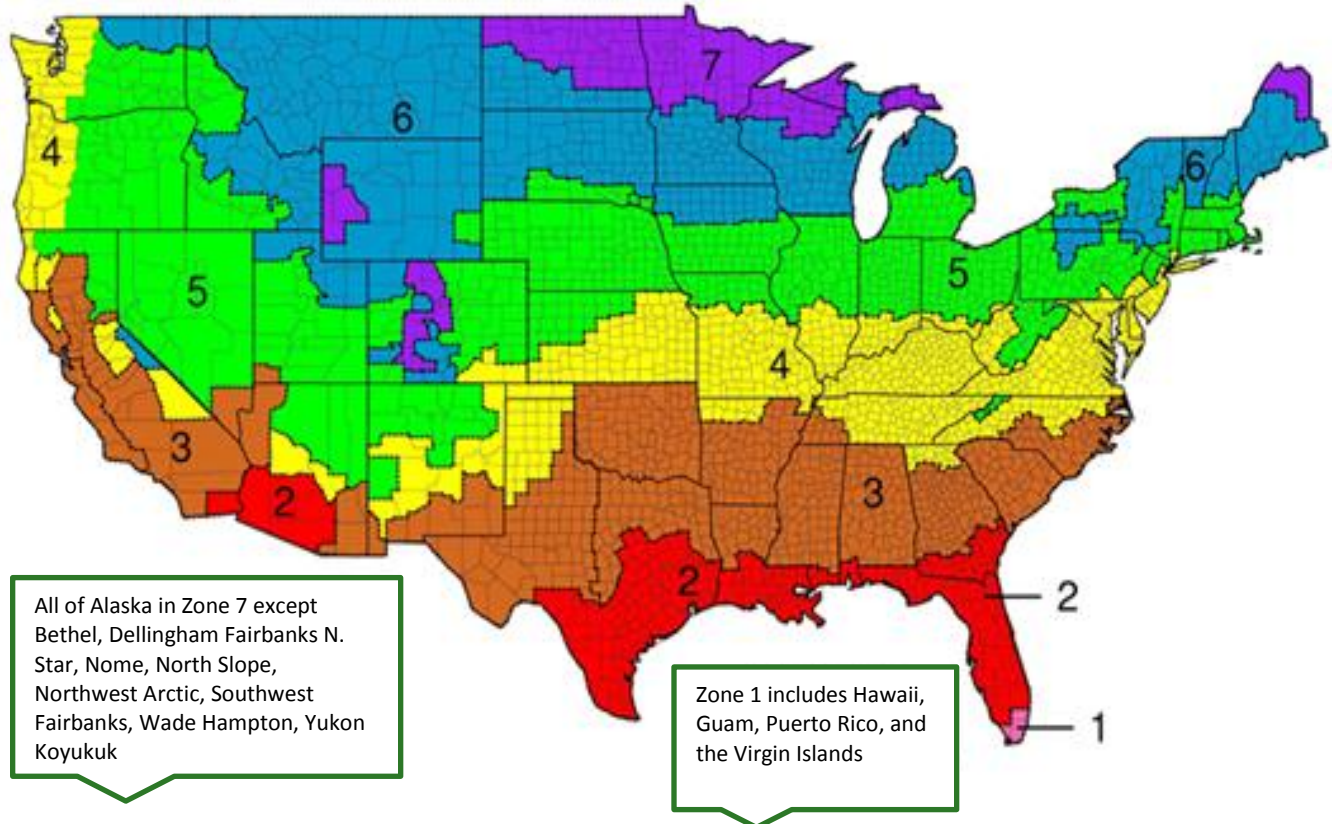 7
6
6
4
5
5
4
3
3
2
2
2
1
All of Alaska in Zone 7 except
Bethel, Dellingham Fairbanks N.
Star, Nome, North Slope,
Northwest Arctic, Southwest
Fairbanks, Wade Hampton, Yukon
Koyukuk
Zone 1 includes Hawaii,
Guam, Puerto Rico, and
the Virgin Islands